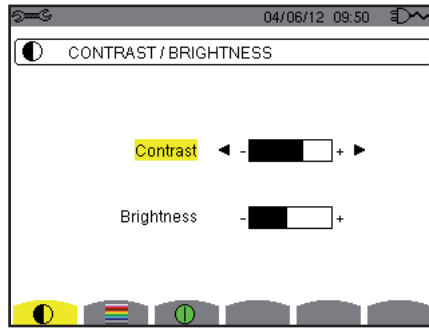 04/06/12 09:50
CONTRAST / BRIGHTNESS
Contrast - +
Brightness - +